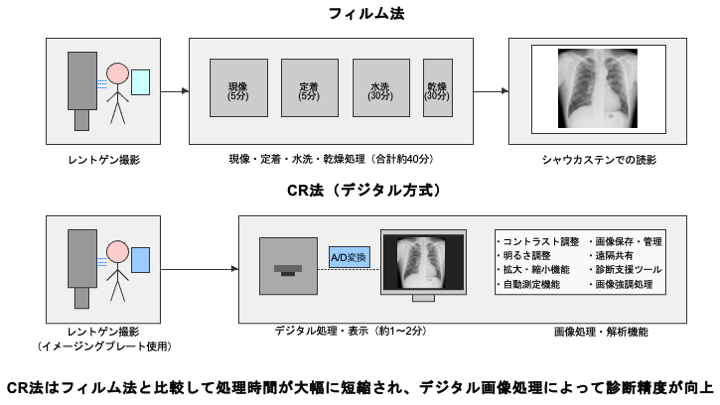 フィルム法
現像
(5分)
定着
(5分)
水洗
(30分)
乾燥
(30分)
レントゲン撮影
現像・定着・水洗・乾燥処理（合計約40分）
シャウカステンでの読影
CR法（デジタル方式）
A/D変換
・コントラスト調整
・明るさ調整
・拡大・縮小機能
・自動測定機能
・画像保存・管理
・遠隔共有
・診断支援ツール
・画像強調処理
レントゲン撮影
（イメージングプレート使用）
デジタル処理・表示（約1〜2分）
画像処理・解析機能
CR法はフィルム法と比較して処理時間が大幅に短縮され、デジタル画像処理によって診断精度が向上